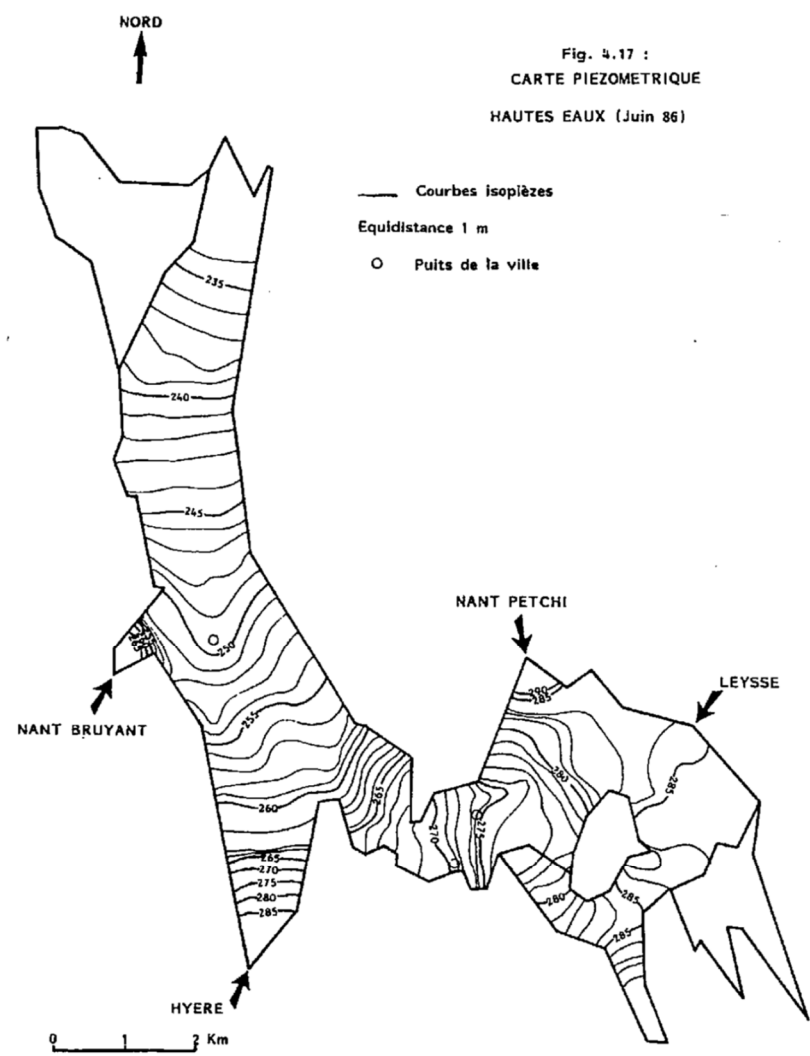 NORD
Fig. 4.17 :
CARTE PIEZOMETRIQUE
HAUTES EAUX (Juin 86)
Courbes isopièzes
Equidistance 1 m
Puits de la ville
235
240
245
250
255
260
265
270
275
280
285
NANT BRUYANT
HYERE
NANT PETCHI
LEYSSE
290
285
280
285
265
270
275
280
285
285
0 1 2 Km